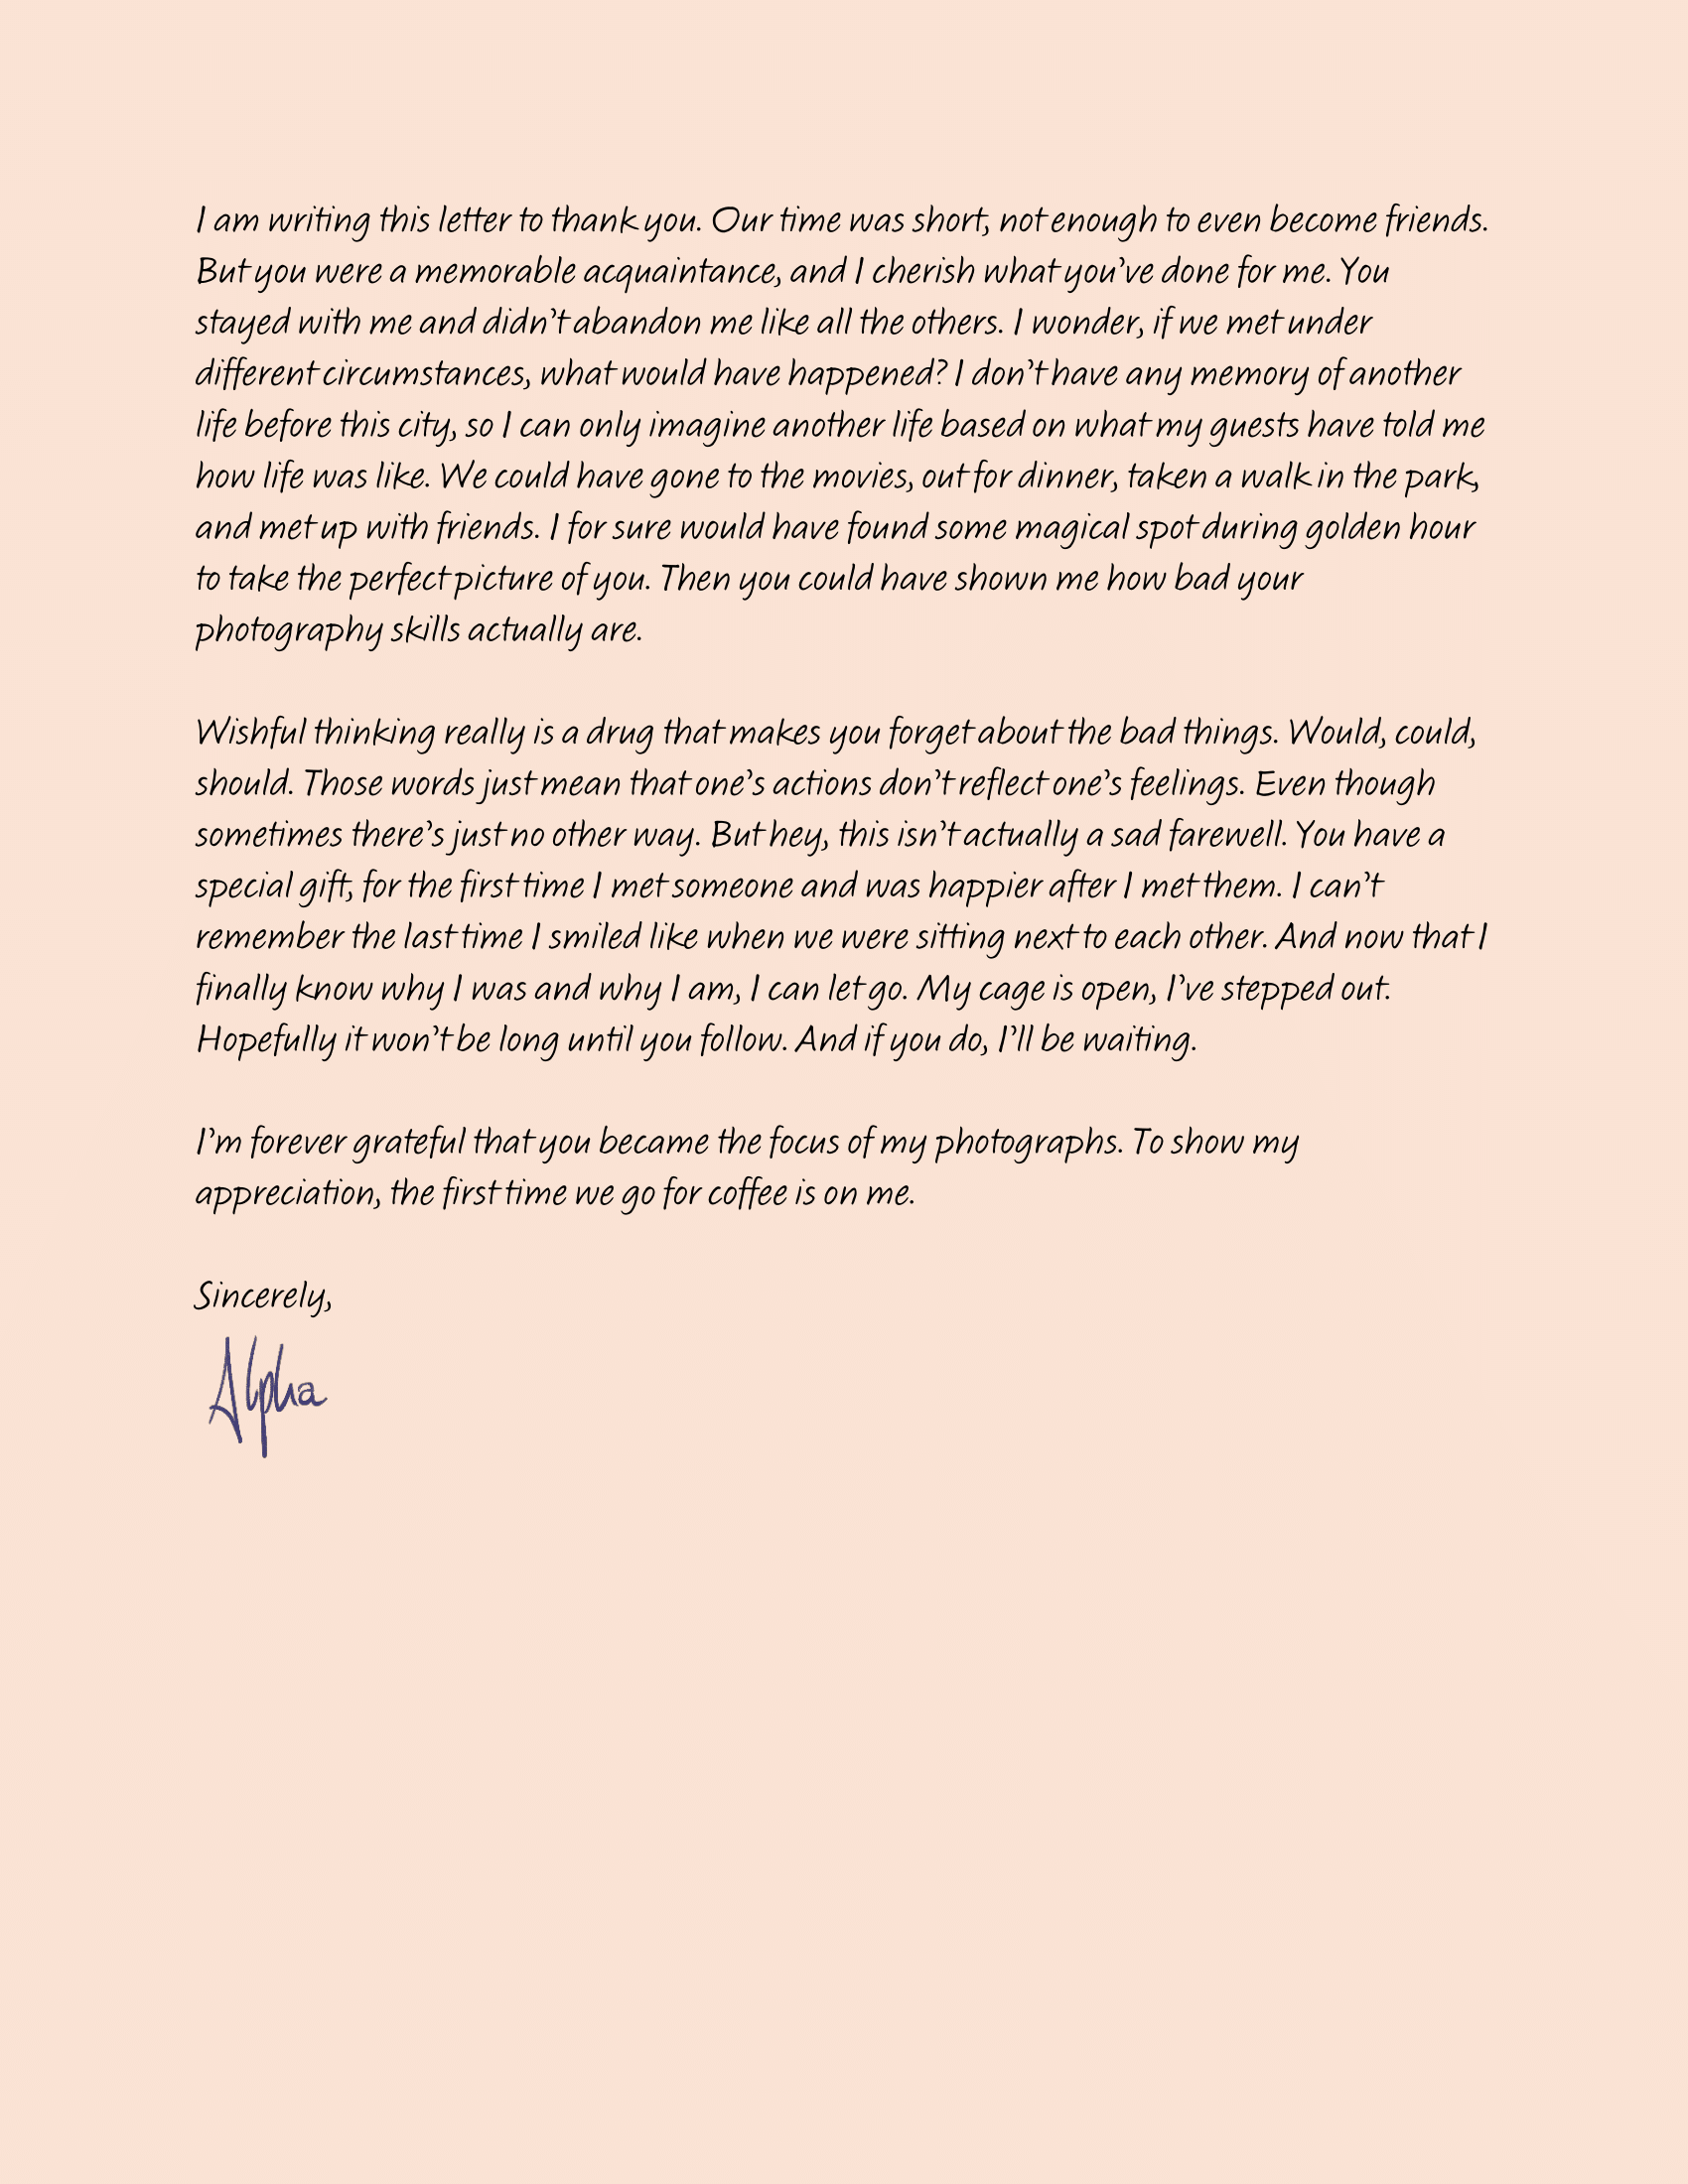 I am writing this letter to thank you. Our time was short, not enough to even become friends.
But you were a memorable acquaintance, and I cherish what you've done for me. You
stayed with me and didn't abandon me like all the others. I wonder, if we met under
different circumstances, what would have happened? I don't have any memory of another
life before this city, so I can only imagine another life based on what my guests have told me
how life was like. We could have gone to the movies, out for dinner, taken a walk in the park,
and met up with friends. I for sure would have found some magical spot during golden hour
to take the perfect picture of you. Then you could have shown me how bad your
photography skills actually are.

Wishful thinking really is a drug that makes you forget about the bad things. Would, could,
should. Those words just mean that one's actions don't reflect one's feelings. Even though
sometimes there's just no other way. But hey, this isn't actually a sad farewell. You have a
special gift, for the first time I met someone and was happier after I met them. I can't
remember the last time I smiled like when we were sitting next to each other. And now that I
finally know why I was and why I am, I can let go. My cage is open, I've stepped out.
Hopefully it won't be long until you follow. And if you do, I'll be waiting.

I'm forever grateful that you became the focus of my photographs. To show my
appreciation, the first time we go for coffee is on me.

Sincerely,
Alpha